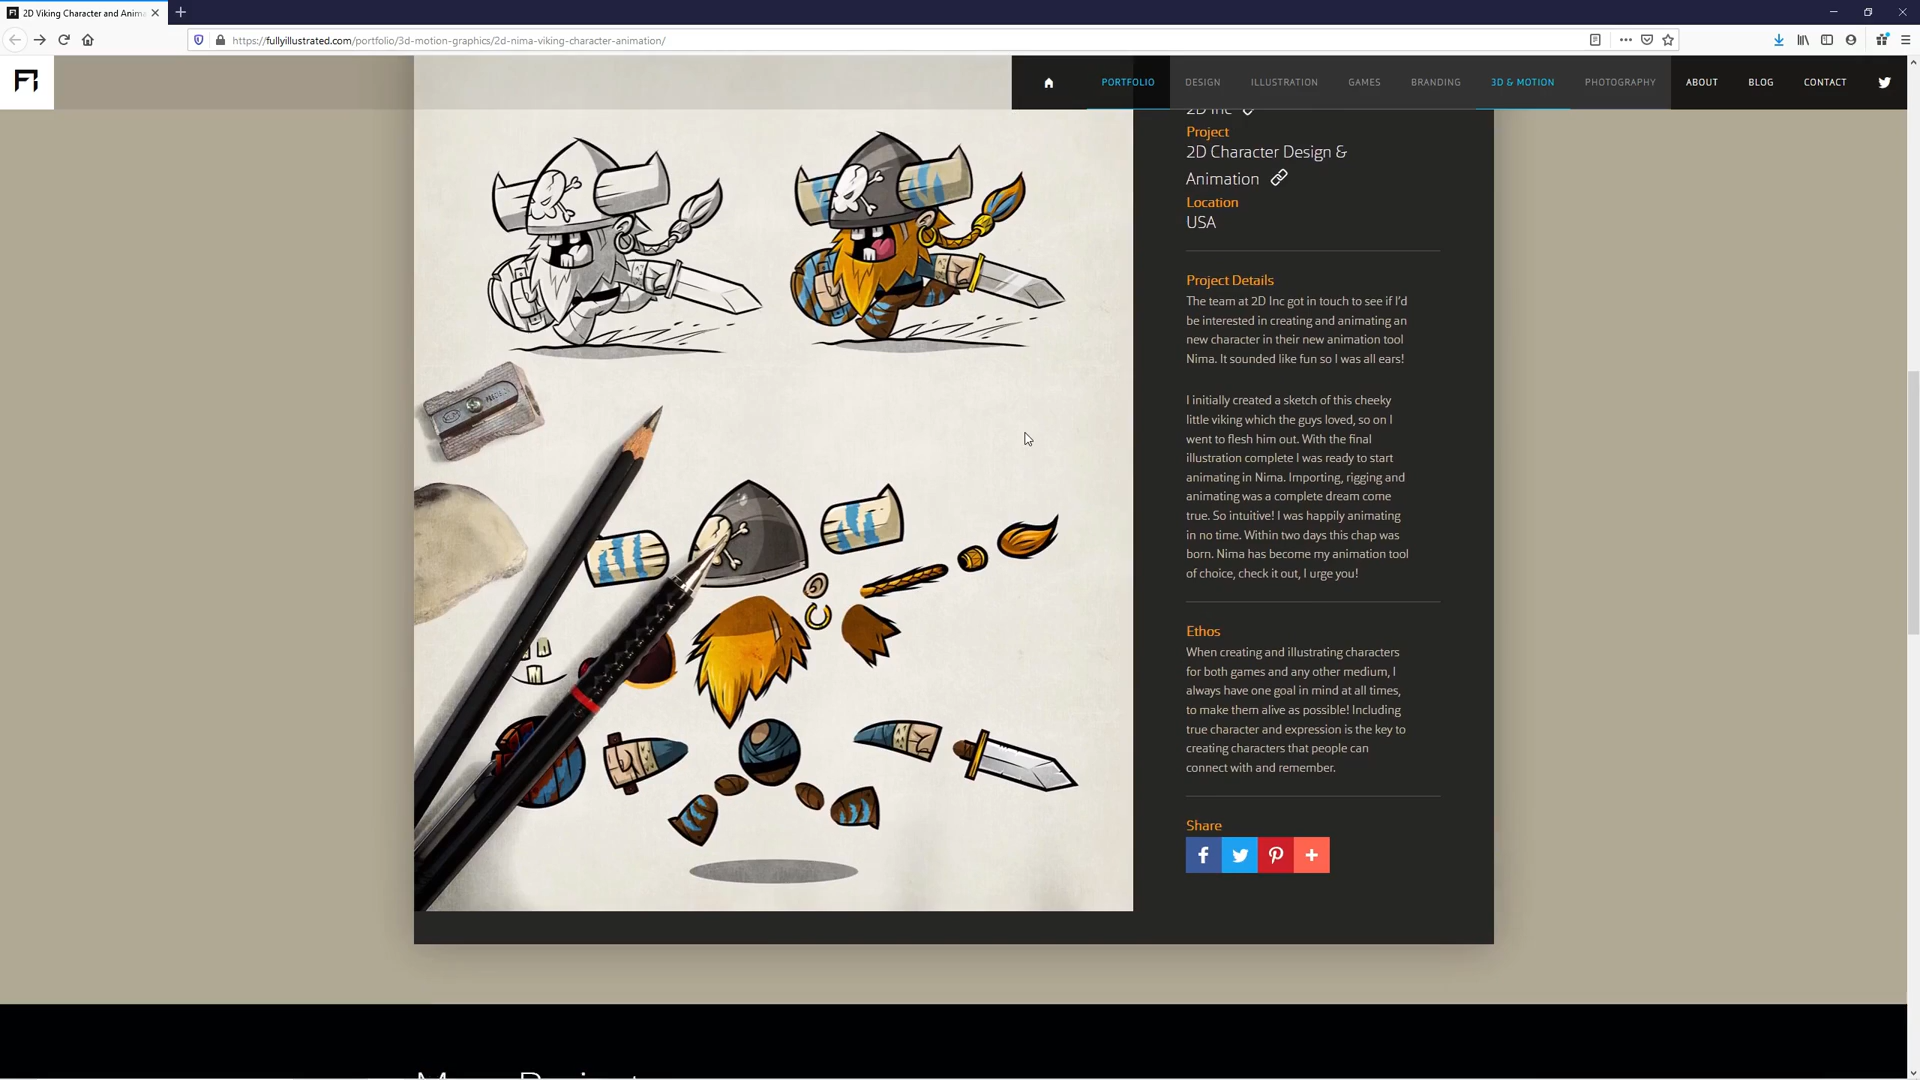 2D Viking Character and Anima
https://fullyillustrated.com/portfolio/3d-motion-graphics/2d-nima-viking-character-animation/
PORTFOLIO DESIGN ILLUSTRATION GAMES BRANDING 3D & MOTION PHOTOGRAPHY ABOUT BLOG CONTACT
2D Inc
Project
2D Character Design &
Animation
Location
USA
Project Details
The team at 2D Inc got in touch to see if I'd
be interested in creating and animating an
new character in their new animation tool
Nima. It sounded like fun so I was all ears!
I initially created a sketch of this cheeky
little viking which the guys loved, so on I
went to flesh him out. With the final
illustration complete I was ready to start
animating in Nima. Importing, rigging and
animating was a complete dream come
true. So intuitive! I was happily animating
in no time. Within two days this chap was
born. Nima has become my animation tool
of choice, check it out, I urge you!
Ethos
When creating and illustrating characters
for both games and any other medium, I
always have one goal in mind at all times,
to make them alive as possible! Including
true character and expression is the key to
creating characters that people can
connect with and remember.
Share